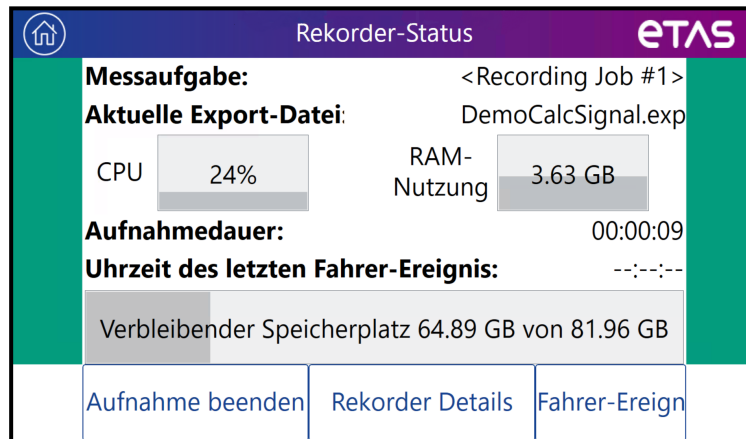 Rekorder-Status
ETAS
Messaufgabe: <Recording Job #1>
Aktuelle Export-Datei: DemoCalcSignal.exp
CPU 24% RAM-Nutzung 3.63 GB
Aufnahmedauer: 00:00:09
Uhrzeit des letzten Fahrer-Ereignis: --:--:--
Verbleibender Speicherplatz 64.89 GB von 81.96 GB
Aufnahme beenden Rekorder Details Fahrer-Ereign